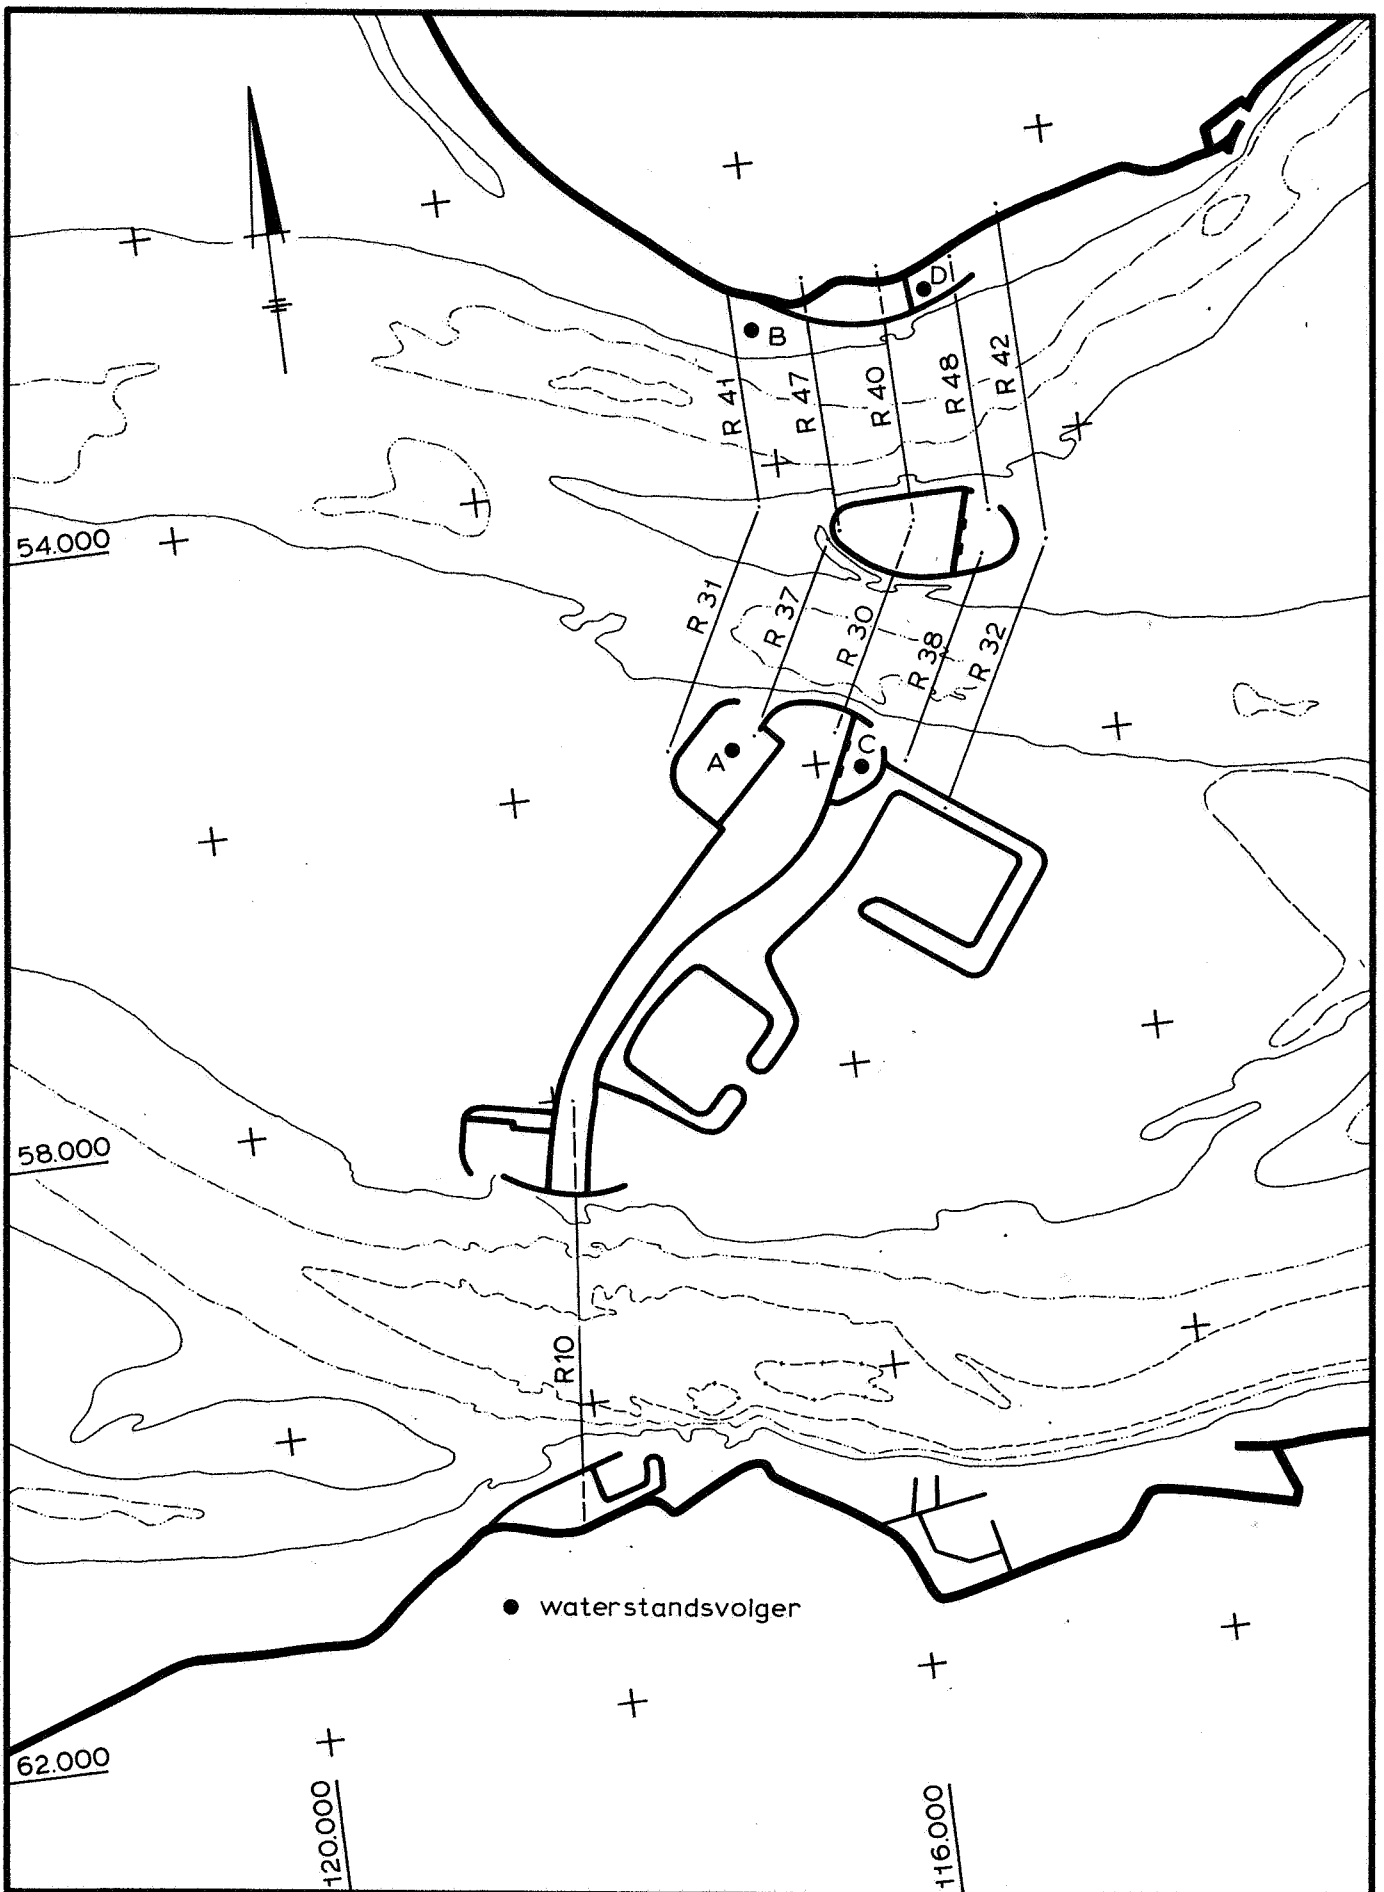 D
B
R 41
R 47
R 40
R 48
R 42
54.000
R 31
R 37
R 30
R 38
R 32
A
C
58.000
R10
waterstandsvolger
62.000
120.000
116.000